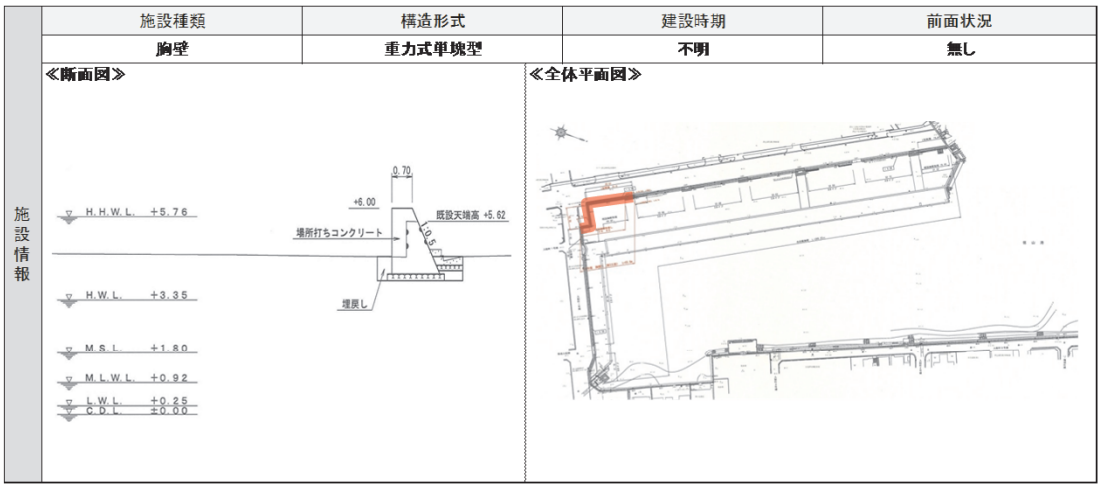 施設種類 構造形式 建設時期 前面状況
胸壁 重力式単塊型 不明 無し
施設情報
≪断面図≫
0.70
+6.00
既設天端高 +5.62
1:0.5
場所打ちコンクリート
埋戻し
H.H.W.L. +5.76
H.W.L. +3.35
M.S.L. +1.80
M.L.W.L. +0.92
L.W.L. +0.25
C.D.L. ±0.00
≪全体平面図≫